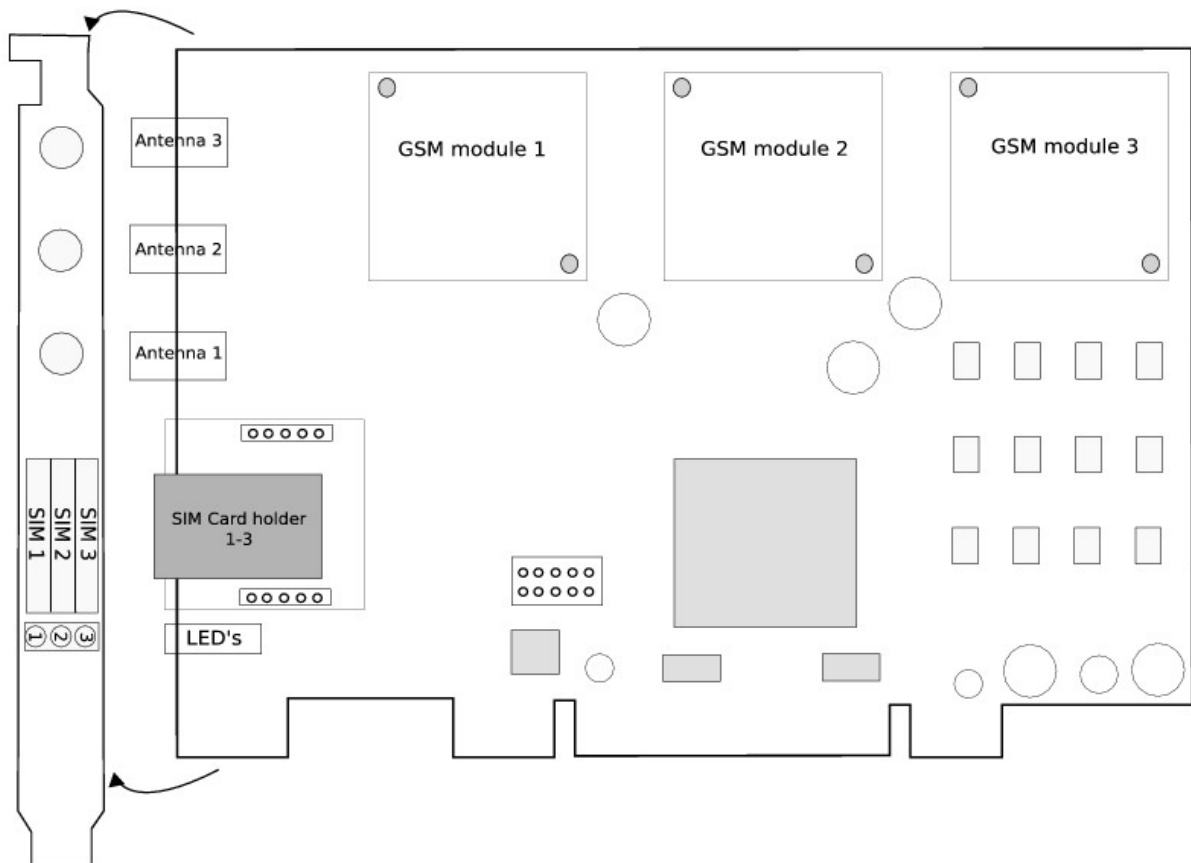 Antenna 3
GSM module 1
GSM module 2
GSM module 3
Antenna 2
Antenna 1
SIM 1
SIM 2
SIM 3
SIM Card holder
1-3
1
2
3
LED's